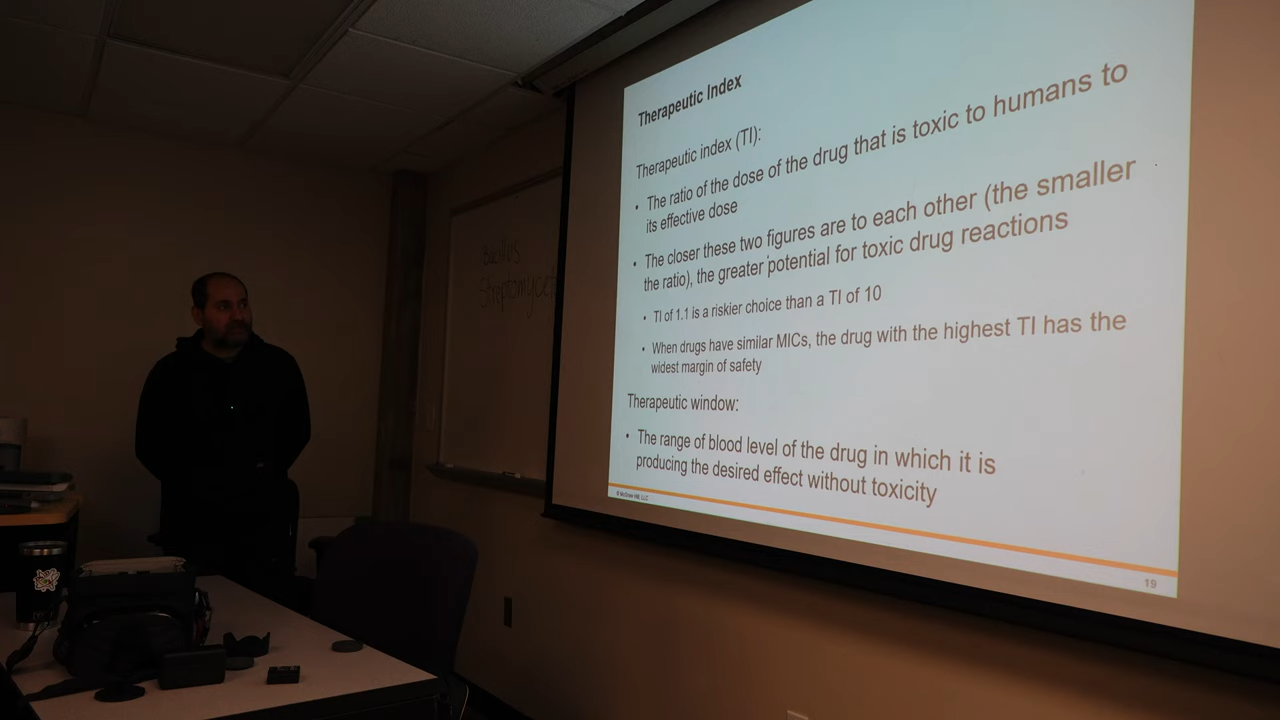 Therapeutic Index
Therapeutic index (TI):
• The ratio of the dose of the drug that is toxic to humans to
its effective dose
• The closer these two figures are to each other (the smaller
the ratio), the greater potential for toxic drug reactions
• TI of 1.1 is a riskier choice than a TI of 10
• When drugs have similar MICs, the drug with the highest TI has the
widest margin of safety
Therapeutic window:
• The range of blood level of the drug in which it is
producing the desired effect without toxicity
© McGraw Hill, LLC
19
Bacillus